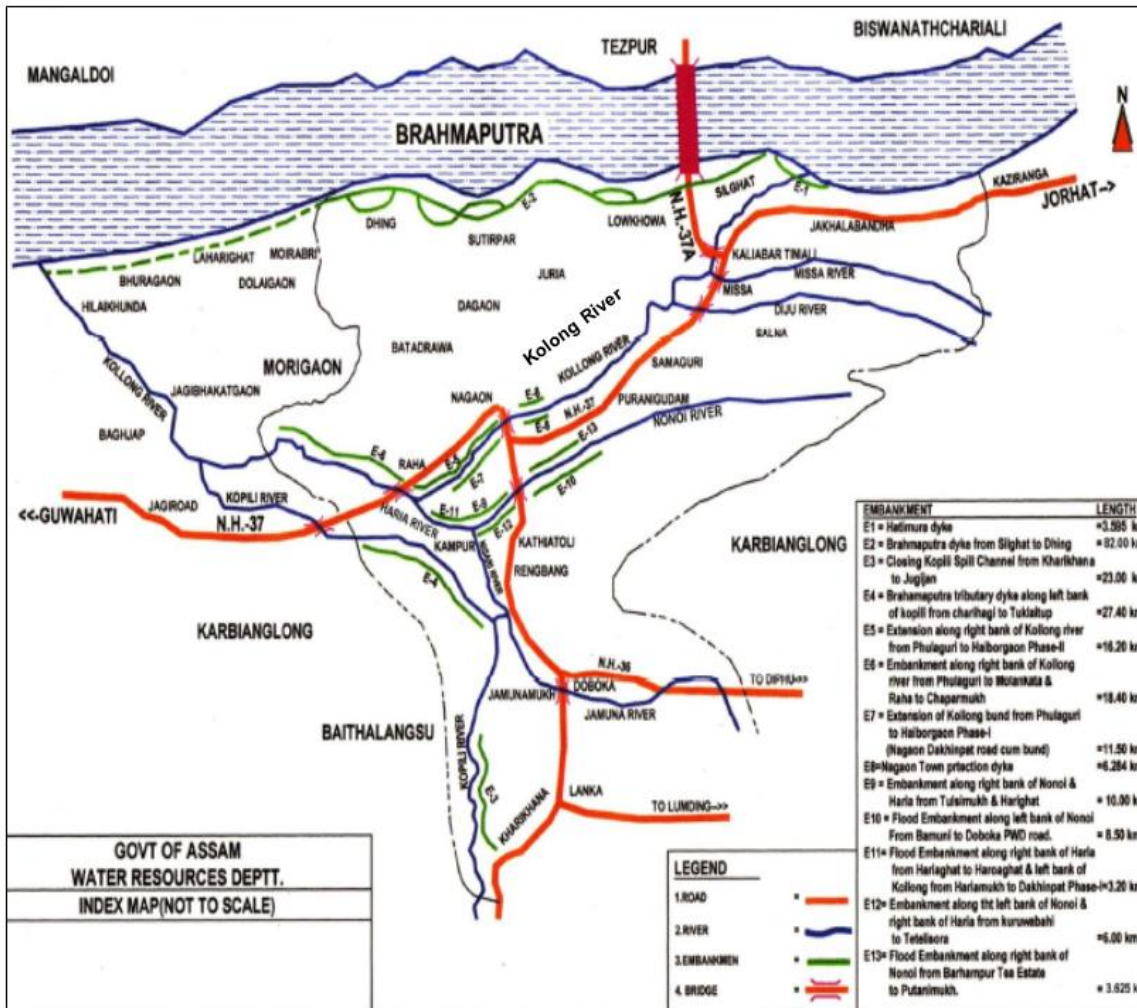 BISWANATHCHARIALI
TEZPUR
MANGALDOI
N
BRAHMAPUTRA
KAZIRANGA
JORHAT-->
SILGHAT
E-1
E-2
DHING
LOWKHOWA
N.H.-37A
JAKHALABANDHA
SUTIRPAR
LAHARIGHAT
MOIRABRI
KALIABAR TINIALI
BHURAGAON
DOLAIGAON
JURIA
MISSA RIVER
MISSA
HILAIKHUNDA
DAGAON
Kolong River
DIJU RIVER
SALNA
BATADRAWA
KOLLONG RIVER
KOLLONG RIVER
MORIGAON
SAMAGURI
JAGIBHAKATGAON
NAGAON
E-8
N.H.-37
PURANIGUDAM
E-8
NONOI RIVER
BAGHJAP
E-6
RAHA
E-5
E-13
E-7
E-10
KOPILI RIVER
E-11
E-9
<<-GUWAHATI
JAGIROAD
N.H.-37
HARIA RIVER
E-12
KAMPUR
KATHIATOLI
KARBIANGLONG
RENGBANG
E-4
KARBIANGLONG
N.H.-36
DOBOKA
TO DIPHU>>>
JAMUNAMUKH
JAMUNA RIVER
BAITHALANGSU
KOPILI RIVER
E-3
KHARIKHANA
LANKA
TO LUMDING-->>
EMBANKMENT LENGTH
E1 = Hatimura dyke =3.595 k
E2 = Brahmaputra dyke from Silghat to Dhing = 82.00 k
E3 = Closing Kopili Spill Channel from Kharikhana
to Jugijan =23.00 k
E4 = Brahamaputra tributary dyke along left bank
of kopili from charihagi to Tuklaitup =27.40 k
E5 = Extension along right bank of Kollong river
from Phulaguri to Haiborgaon Phase-II =16.20 k
E6 = Embankment along right bank of Kollong
river from Phulaguri to Molankata &
Raha to Chaparmukh =18.40 k
E7 = Extension of Kollong bund from Phulaguri
to Haiborgaon Phase-I
(Nagaon Dakhinpat road cum bund) =11.50 k
E8=Nagaon Town prtection dyke =6.284 k
E9 = Embankment along right bank of Nonoi &
Haria from Tulsimukh & Harighat = 10.00 k
E10 = Flood Embankment along left bank of Nonoi
From Bamuni to Doboka PWD road. = 8.50 k
E11= Flood Embankment along right bank of Haria
from Hariaghat to Haroaghat & left bank of
Kollong from Hariamukh to Dakhinpat Phase-I=3.20 k
E12= Embankment along tht left bank of Nonoi &
right bank of Haria from kuruwabahi
to Tetelisora =6.00 km
E13= Flood Embankment along right bank of
Nonoi from Barhampur Tea Estate
to Putanimukh. = 3.625 k
GOVT OF ASSAM
WATER RESOURCES DEPTT.
INDEX MAP(NOT TO SCALE)
LEGEND
1.ROAD =
2.RIVER =
3.EMBANKMEN =
4. BRIDGE =